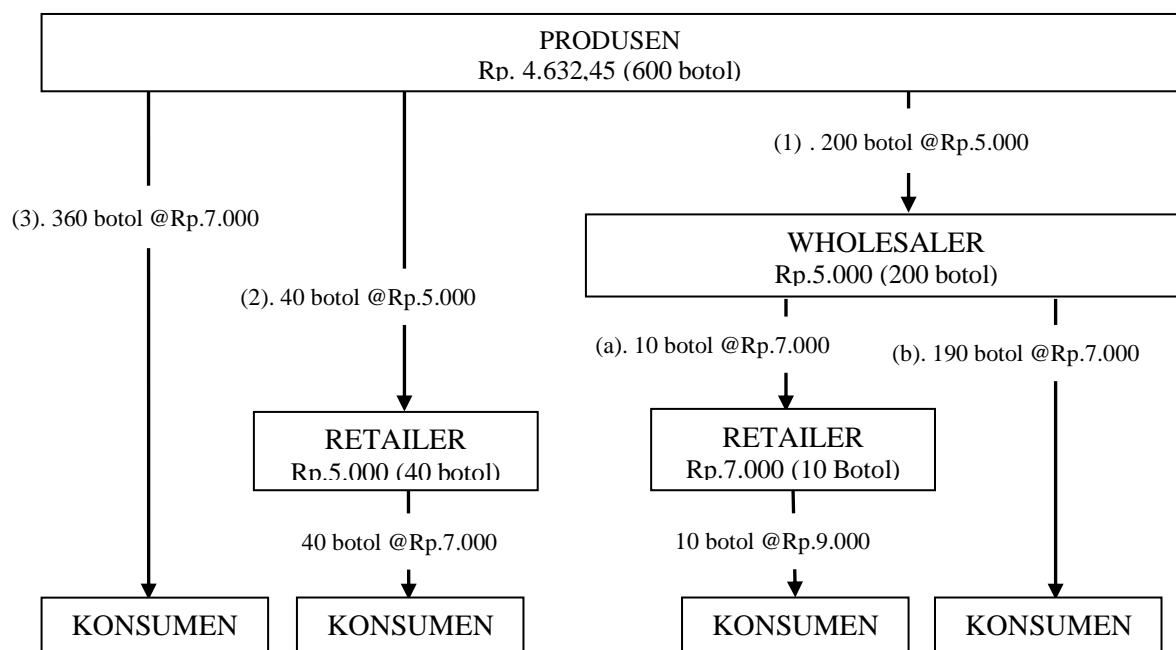 PRODUSEN
Rp. 4.632,45 (600 botol)
(1) . 200 botol @Rp.5.000
(3). 360 botol @Rp.7.000
WHOLESALER
Rp.5.000 (200 botol)
(2). 40 botol @Rp.5.000
(a). 10 botol @Rp.7.000
(b). 190 botol @Rp.7.000
RETAILER
Rp.5.000 (40 botol)
RETAILER
Rp.7.000 (10 Botol)
40 botol @Rp.7.000
10 botol @Rp.9.000
KONSUMEN
KONSUMEN
KONSUMEN
KONSUMEN